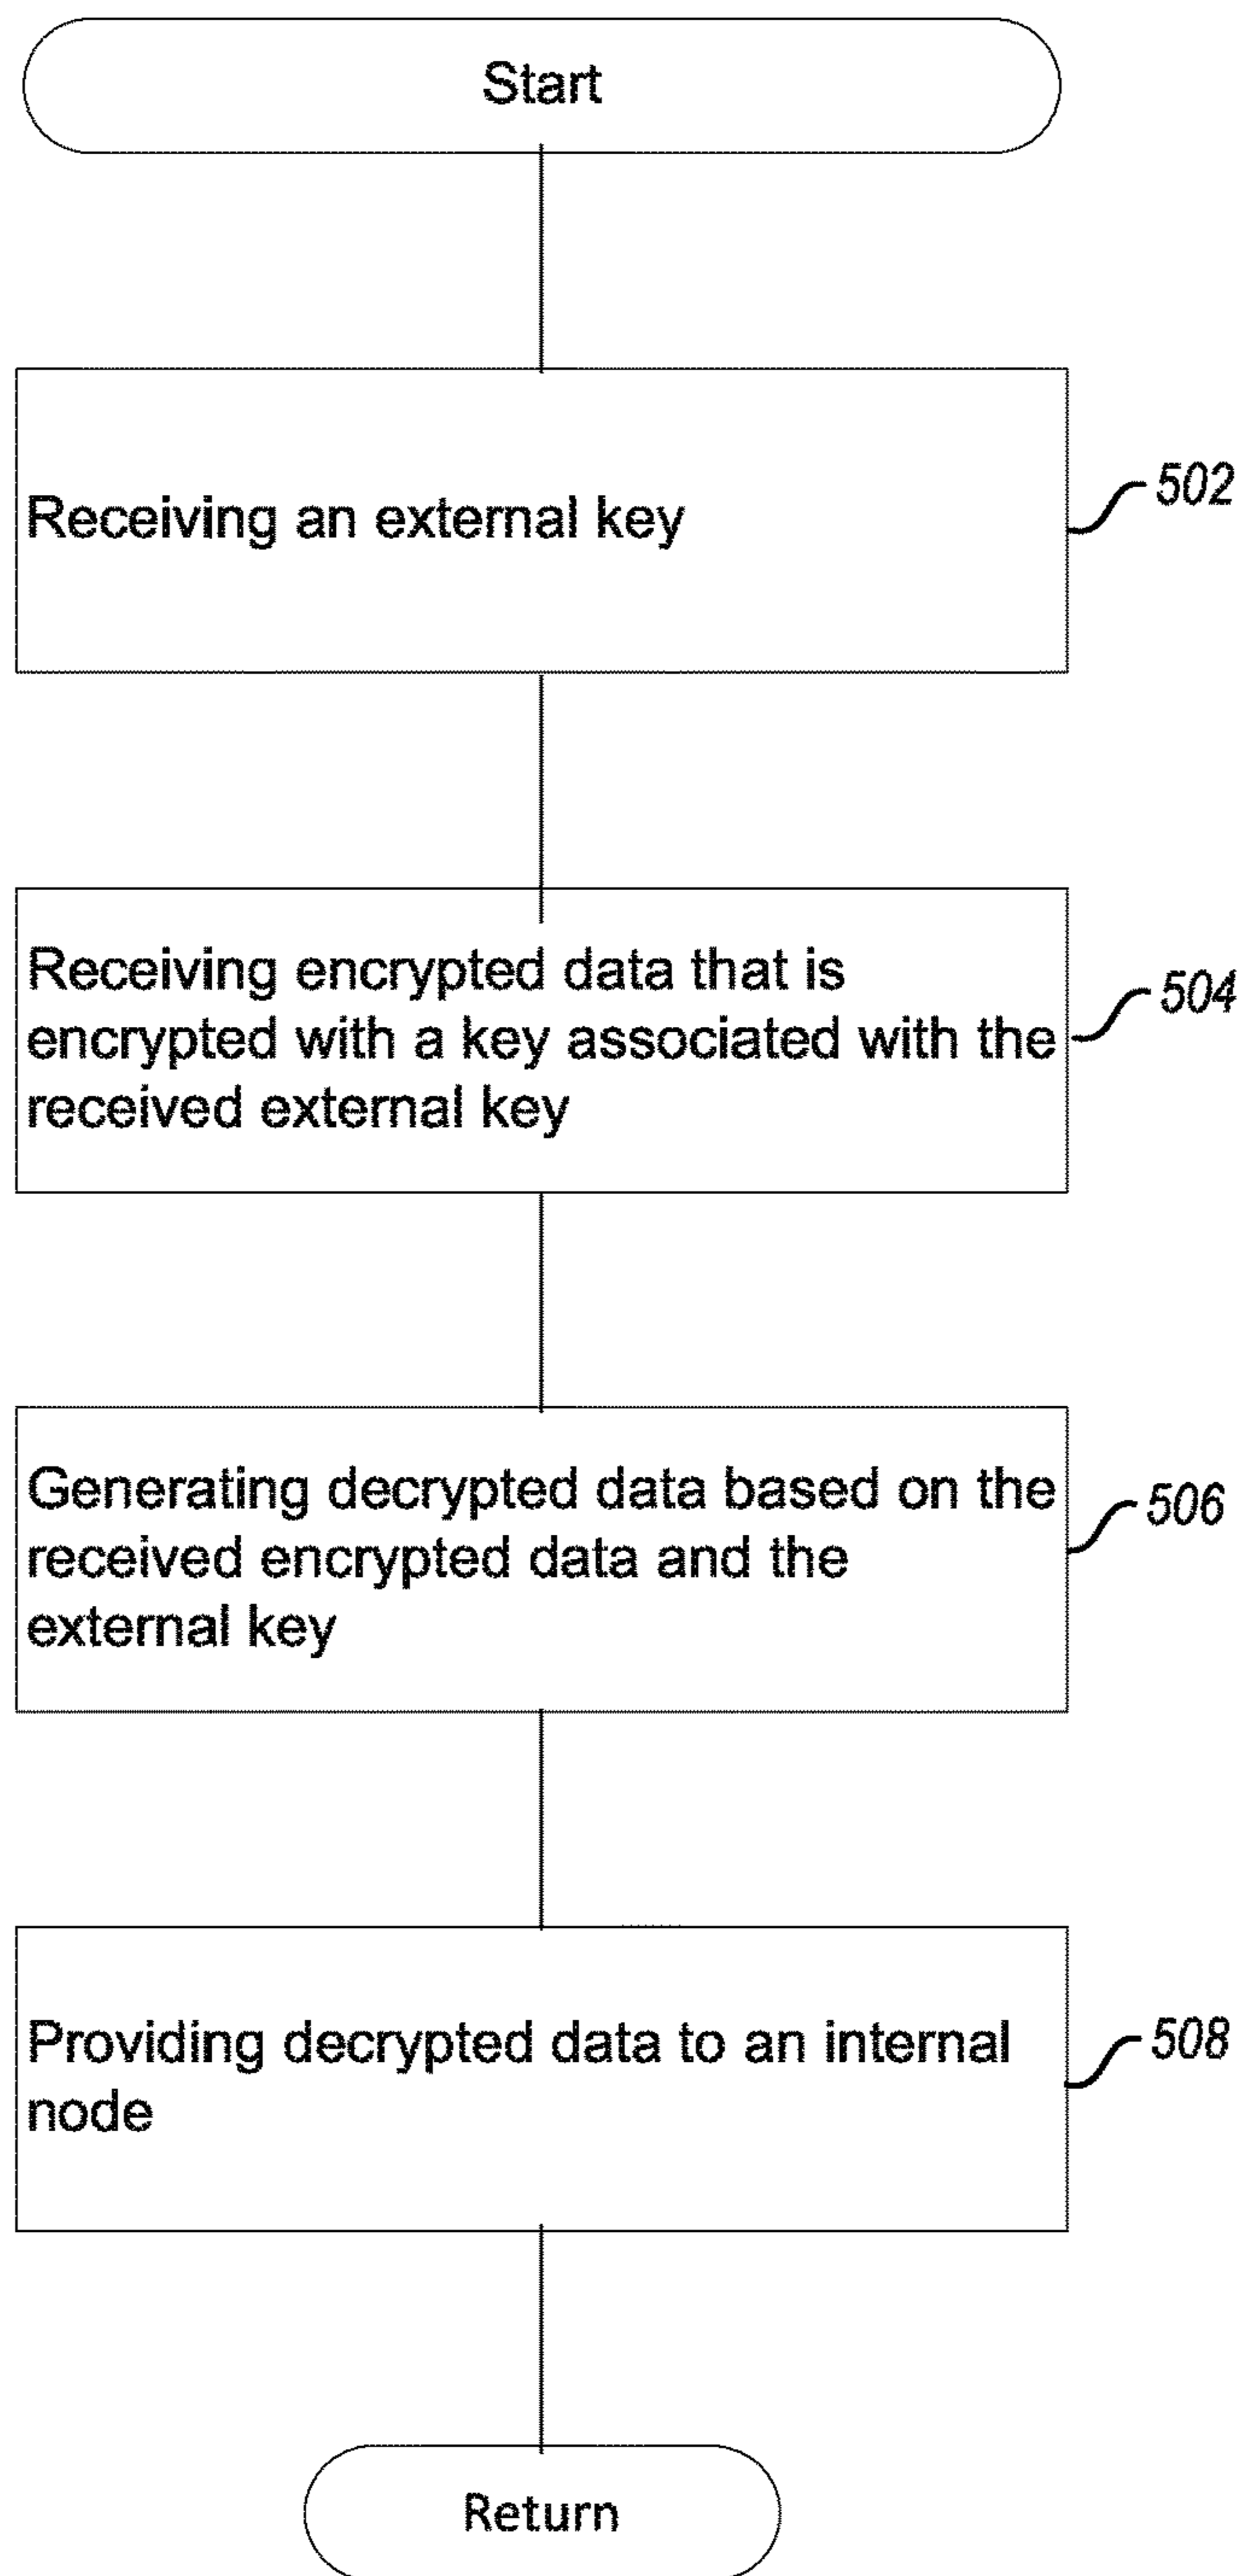 Start
Receiving an external key
502
Receiving encrypted data that is
encrypted with a key associated with the
received external key
504
Generating decrypted data based on the
received encrypted data and the
external key
506
Providing decrypted data to an internal
node
508
Return